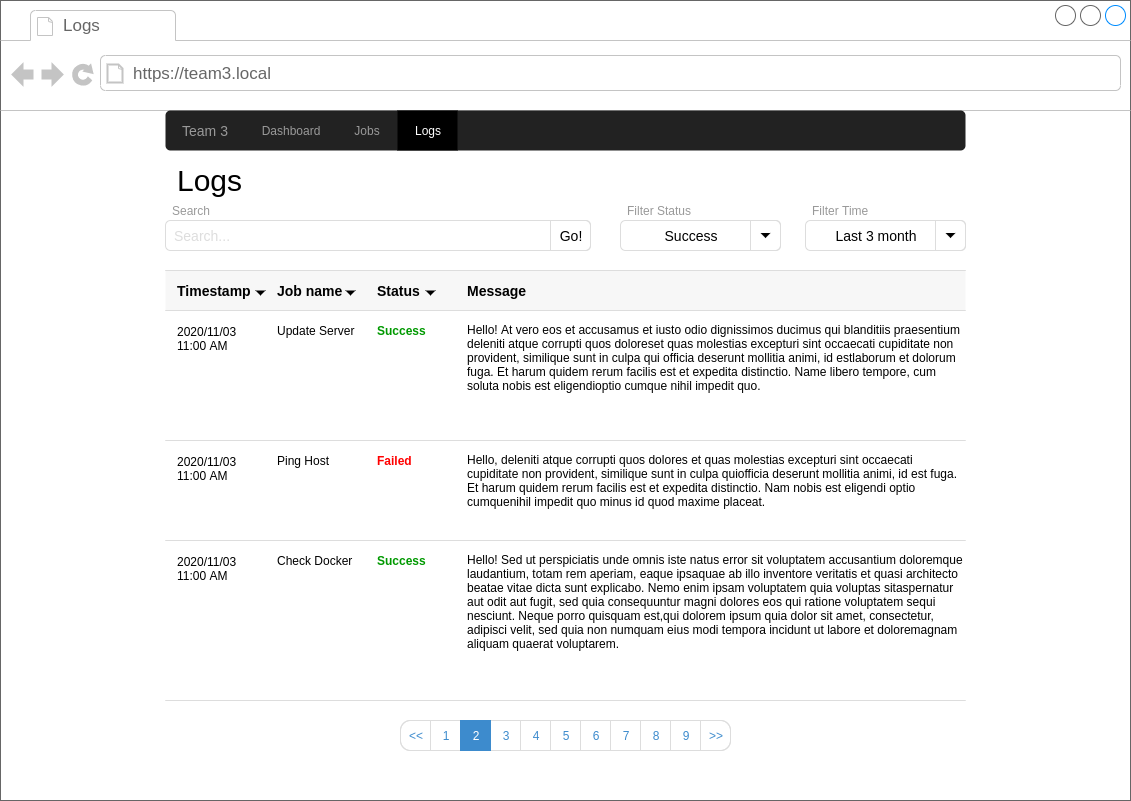 Logs
https://team3.local
Team 3 Dashboard Jobs Logs
Logs
Search Filter Status Filter Time
Search... Go! Success Last 3 month
Timestamp Job name Status Message
2020/11/03
11:00 AM
Update Server
Success
Hello! At vero eos et accusamus et iusto odio dignissimos ducimus qui blanditiis praesentium
deleniti atque corrupti quos doloreset quas molestias excepturi sint occaecati cupiditate non
provident, similique sunt in culpa qui officia deserunt mollitia animi, id estlaborum et dolorum
fuga. Et harum quidem rerum facilis est et expedita distinctio. Name libero tempore, cum
soluta nobis est eligendioptio cumque nihil impedit quo.
2020/11/03
11:00 AM
Ping Host
Failed
Hello, deleniti atque corrupti quos dolores et quas molestias excepturi sint occaecati
cupiditate non provident, similique sunt in culpa quiofficia deserunt mollitia animi, id est fuga.
Et harum quidem rerum facilis est et expedita distinctio. Nam nobis est eligendi optio
cumquenihil impedit quo minus id quod maxime placeat.
2020/11/03
11:00 AM
Check Docker
Success
Hello! Sed ut perspiciatis unde omnis iste natus error sit voluptatem accusantium doloremque
laudantium, totam rem aperiam, eaque ipsaquae ab illo inventore veritatis et quasi architecto
beatae vitae dicta sunt explicabo. Nemo enim ipsam voluptatem quia voluptas sitaspernatur
aut odit aut fugit, sed quia consequuntur magni dolores eos qui ratione voluptatem sequi
nesciunt. Neque porro quisquam est,qui dolorem ipsum quia dolor sit amet, consectetur,
adipisci velit, sed quia non numquam eius modi tempora incidunt ut labore et doloremagnam
aliquam quaerat voluptarem.
<< 1 2 3 4 5 6 7 8 9 >>